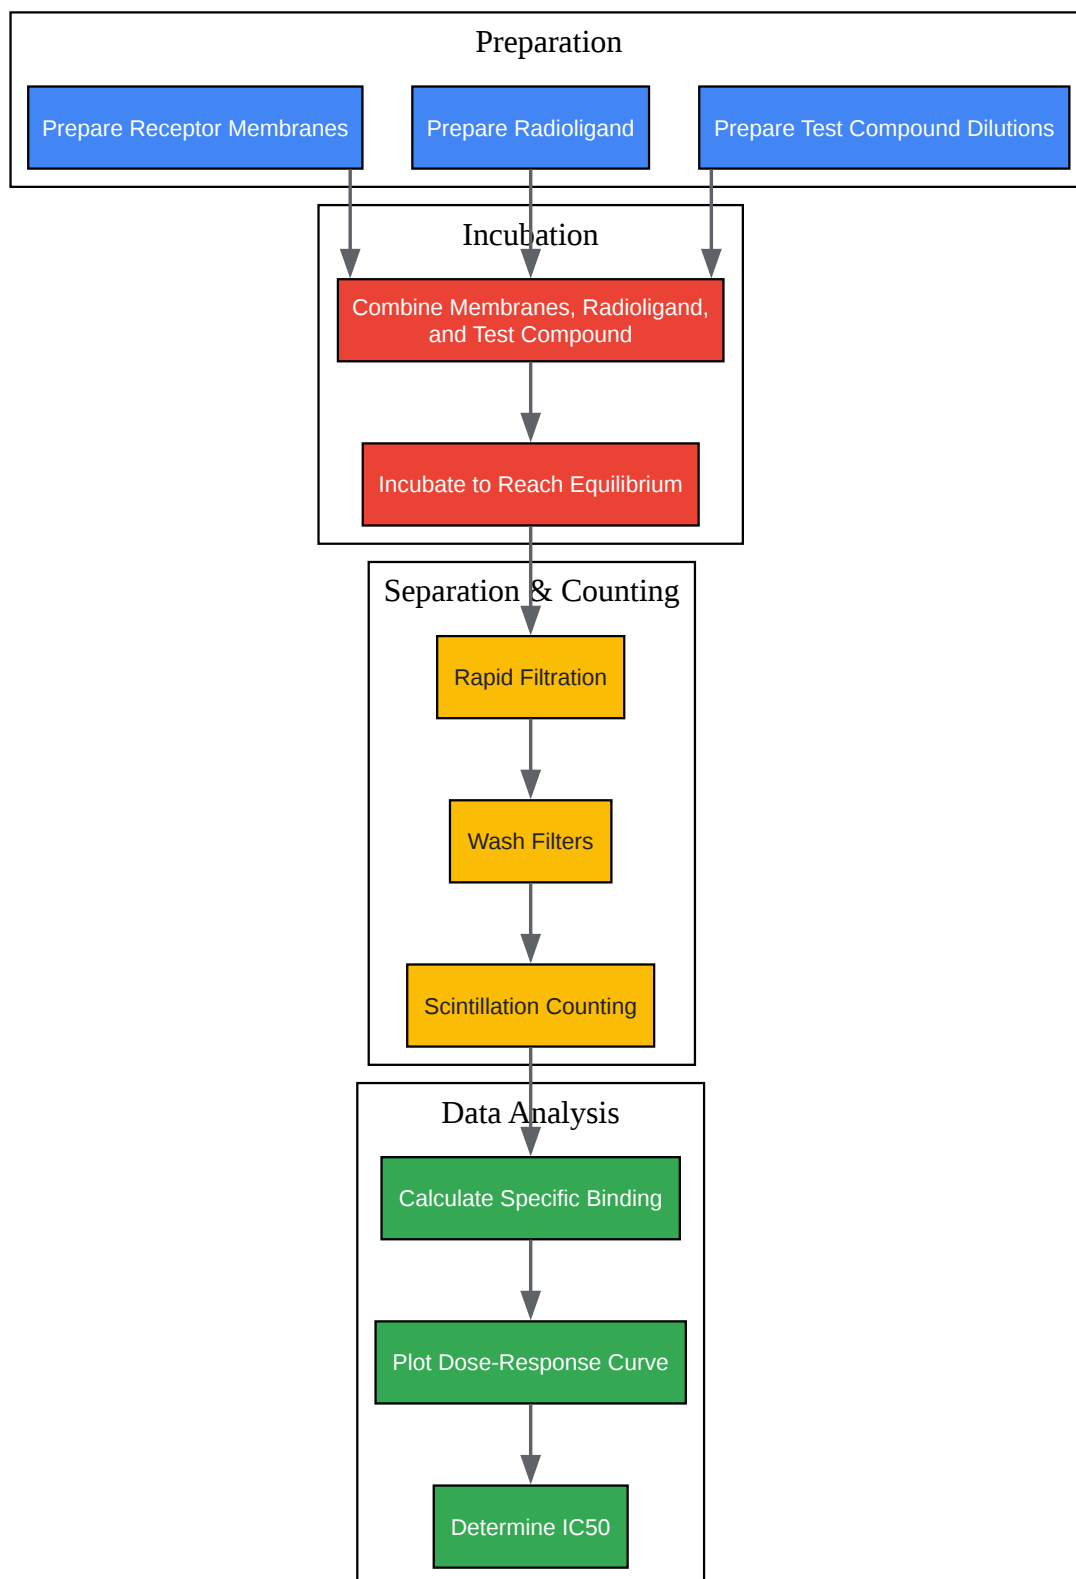 Preparation
Prepare Receptor Membranes
Prepare Radioligand
Prepare Test Compound Dilutions
Incubation
Combine Membranes, Radioligand,
and Test Compound
Incubate to Reach Equilibrium
Separation & Counting
Rapid Filtration
Wash Filters
Scintillation Counting
Data Analysis
Calculate Specific Binding
Plot Dose-Response Curve
Determine IC50